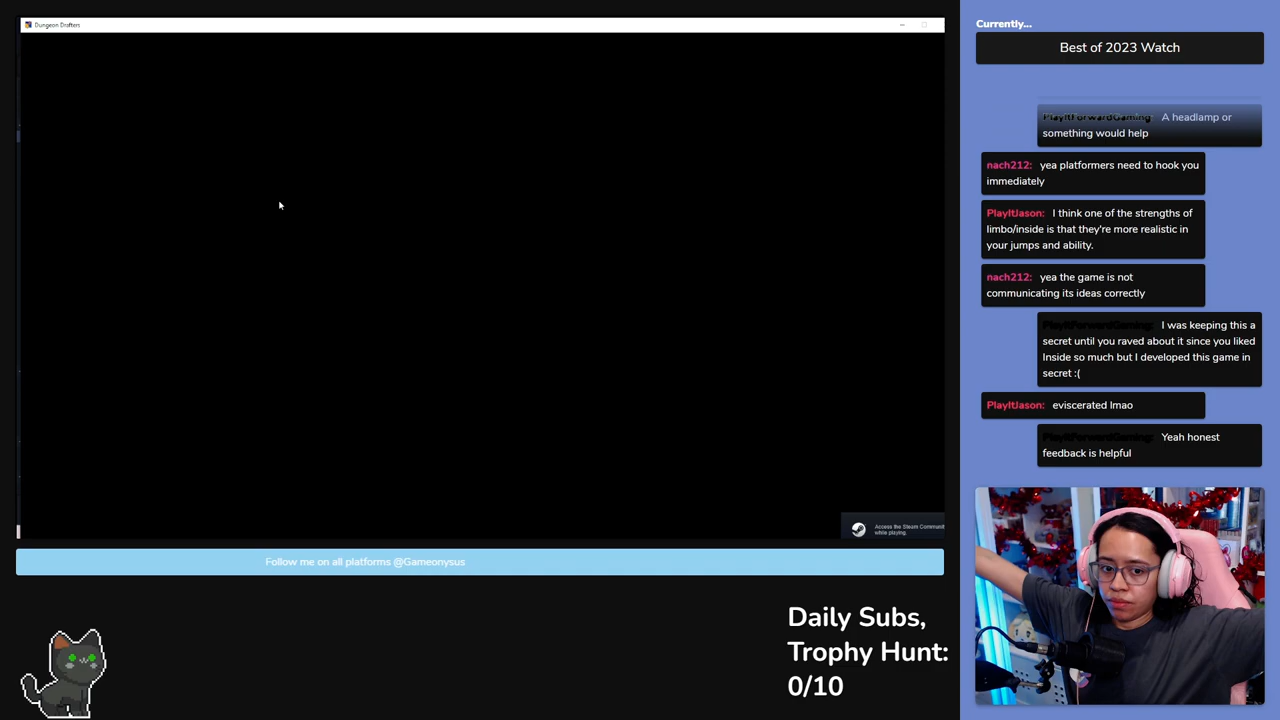 Dungeon Drafters
Access the Steam Communit
while playing.
Follow me on all platforms @Gameonysus
Daily Subs,
Trophy Hunt:
0/10
Currently...
Best of 2023 Watch
PlayItForwardGaming: A headlamp or
something would help
nach212: yea platformers need to hook you
immediately
PlayItJason: I think one of the strengths of
limbo/inside is that they're more realistic in
your jumps and ability.
nach212: yea the game is not
communicating its ideas correctly
PlayItForwardGaming: I was keeping this a
secret until you raved about it since you liked
Inside so much but I developed this game in
secret :(
PlayItJason: eviscerated lmao
PlayItForwardGaming: Yeah honest
feedback is helpful